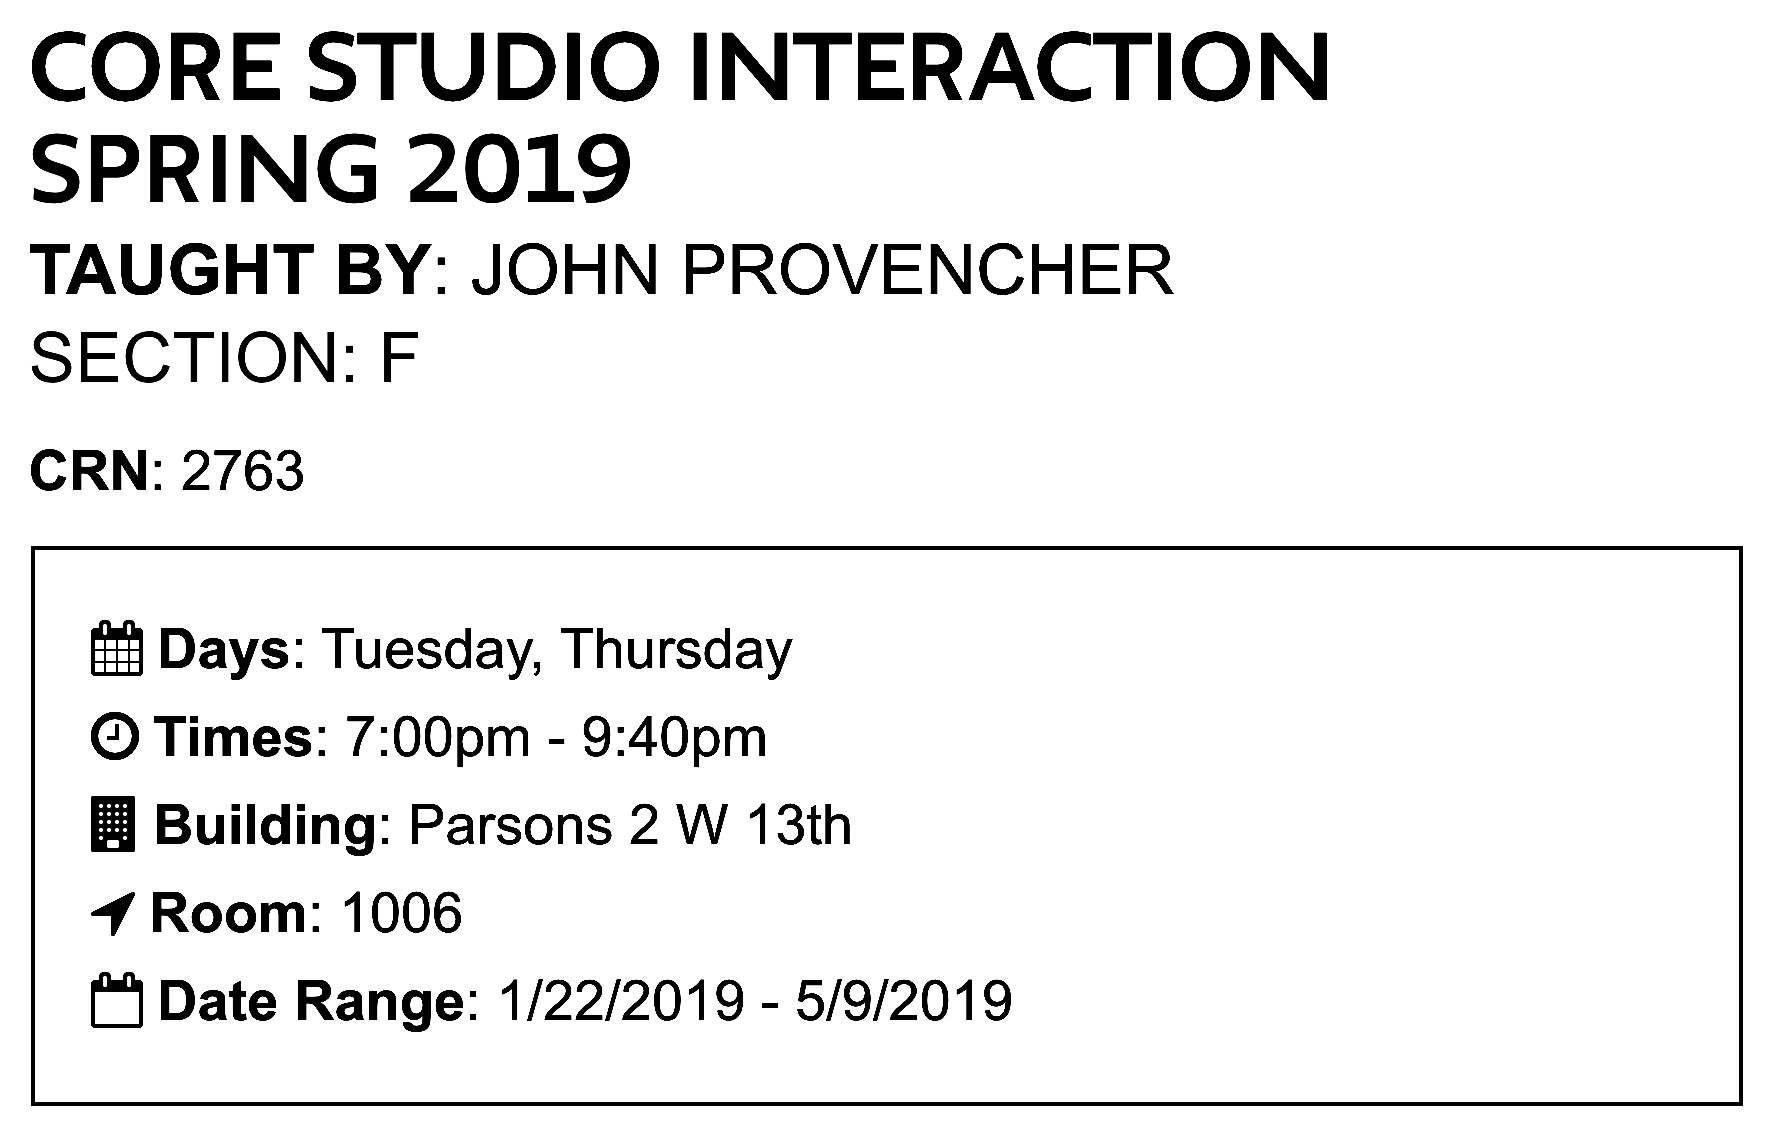 CORE STUDIO INTERACTION
SPRING 2019
TAUGHT BY: JOHN PROVENCHER
SECTION: F
CRN: 2763
Days: Tuesday, Thursday
Times: 7:00pm - 9:40pm
Building: Parsons 2 W 13th
Room: 1006
Date Range: 1/22/2019 - 5/9/2019